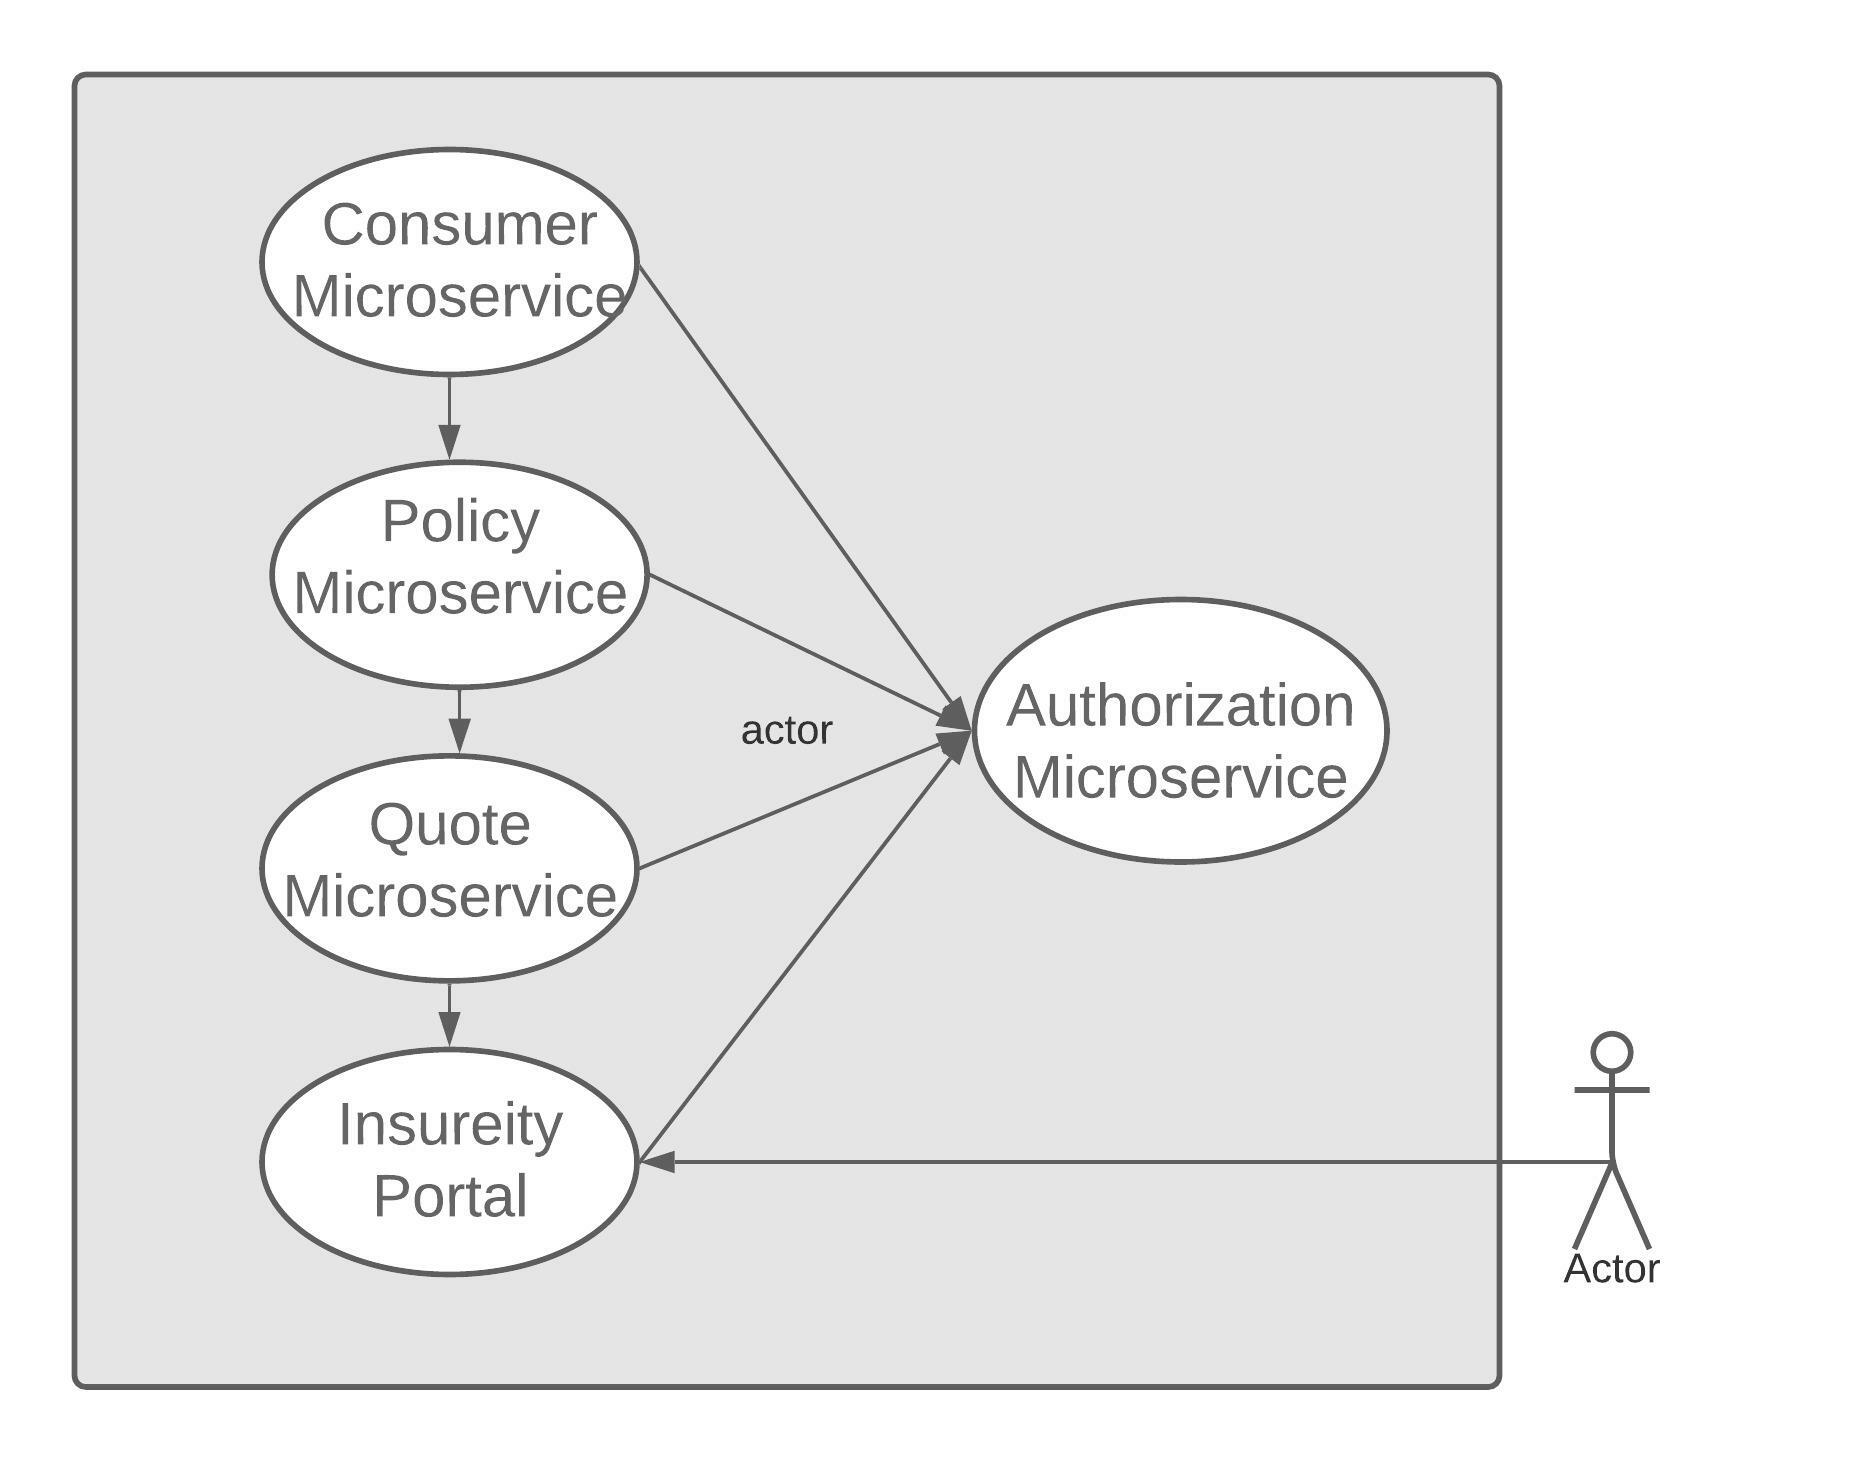 Consumer
Microservice
Policy
Microservice
actor
Authorization
Microservice
Quote
Microservice
Insureity
Portal
Actor